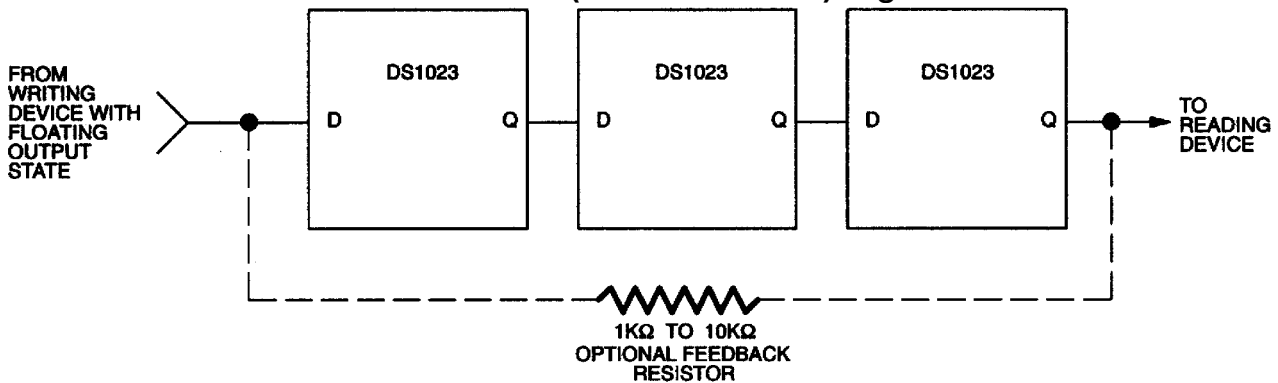 FROM
WRITING
DEVICE WITH
FLOATING
OUTPUT
STATE
DS1023
D
Q
DS1023
D
Q
DS1023
D
Q
TO
READING
DEVICE
1KΩ TO 10KΩ
OPTIONAL FEEDBACK
RESISTOR